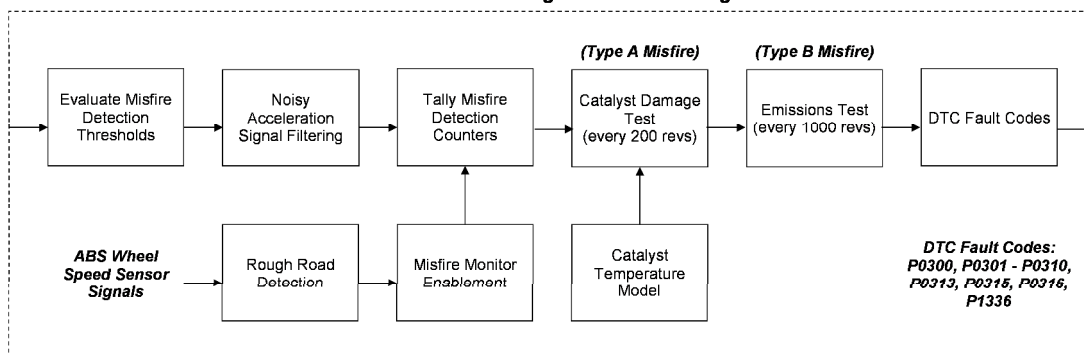 (Type A Misfire)
(Type B Misfire)
Evaluate Misfire
Detection
Thresholds
Noisy
Acceleration
Signal Filtering
Tally Misfire
Detection
Counters
Catalyst Damage
Test
(every 200 revs)
Emissions Test
(every 1000 revs)
DTC Fault Codes
ABS Wheel
Speed Sensor
Signals
Rough Road
Detection
Misfire Monitor
Enablement
Catalyst
Temperature
Model
DTC Fault Codes:
P0300, P0301 - P0310,
P0313, P0315, P0316,
P1336